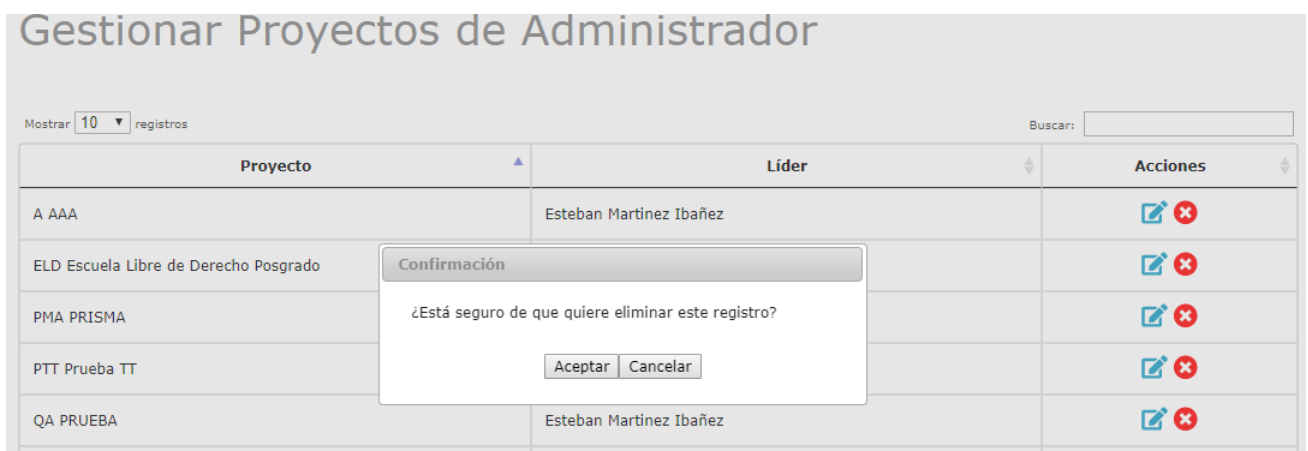 Gestionar Proyectos de Administrador
Mostrar 10 registros
Buscar:
Proyecto Líder Acciones
A AAA Esteban Martinez Ibañez
ELD Escuela Libre de Derecho Posgrado
Confirmación
PMA PRISMA
¿Está seguro de que quiere eliminar este registro?
PTT Prueba TT
Aceptar Cancelar
QA PRUEBA Esteban Martinez Ibañez